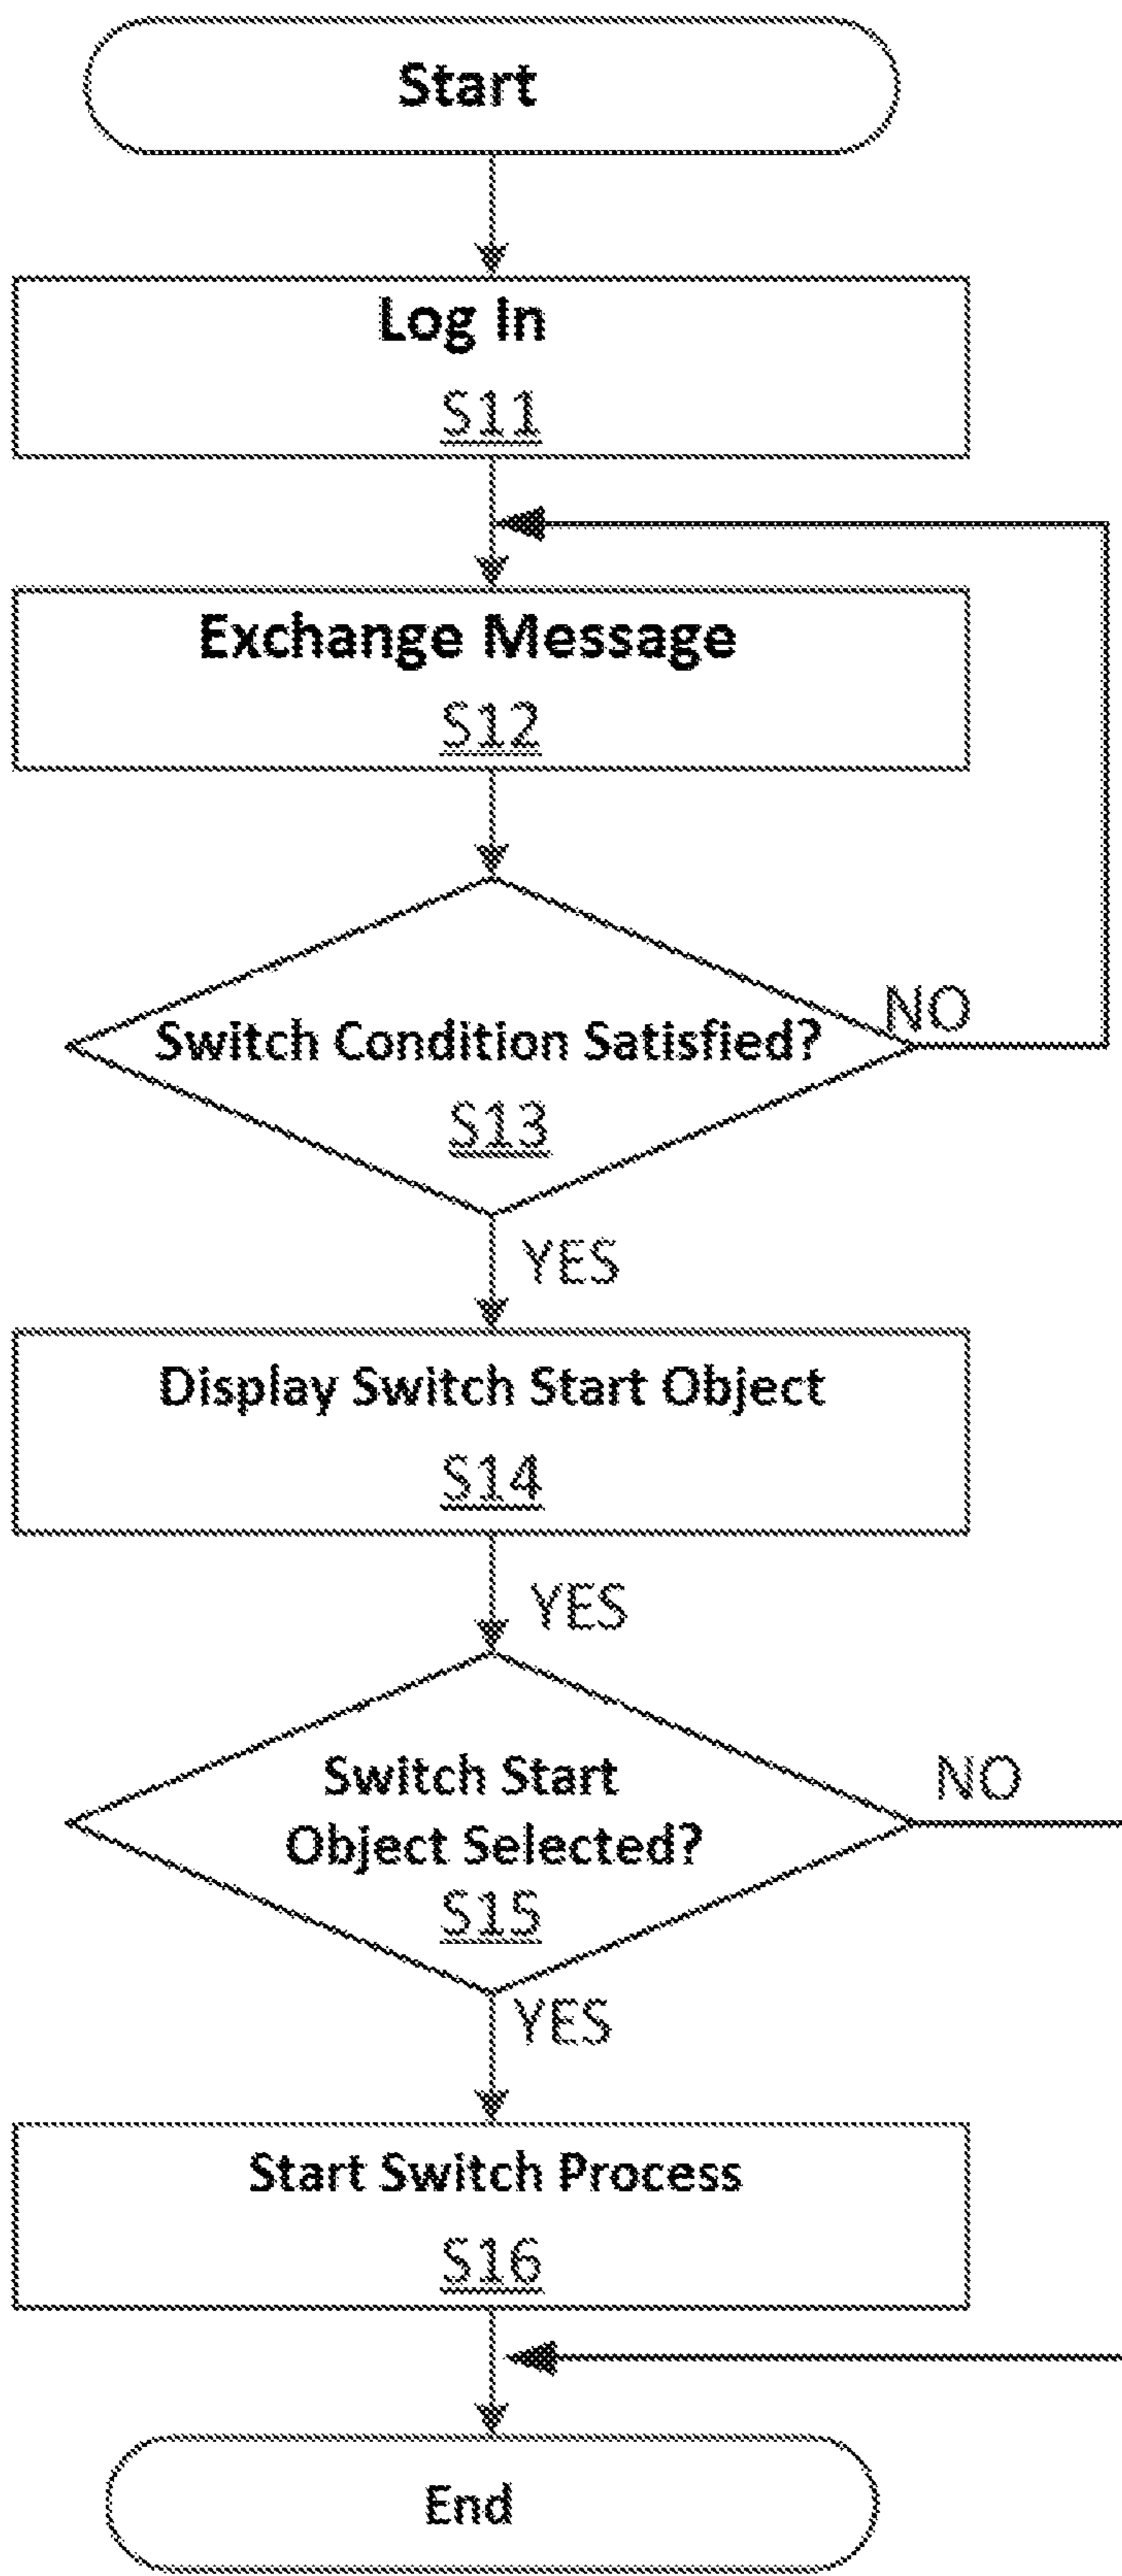 Start
Log In
S11
Exchange Message
S12
NO
Switch Condition Satisfied?
S13
YES
Display Switch Start Object
S14
YES
Switch Start
NO
Object Selected?
S15
YES
Start Switch Process
S16
End